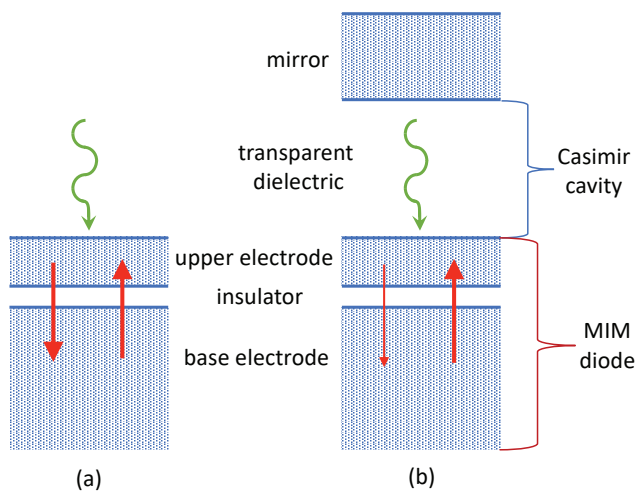 mirror
transparent
dielectric
Casimir
cavity
upper electrode
insulator
base electrode
MIM
diode
(a)
(b)